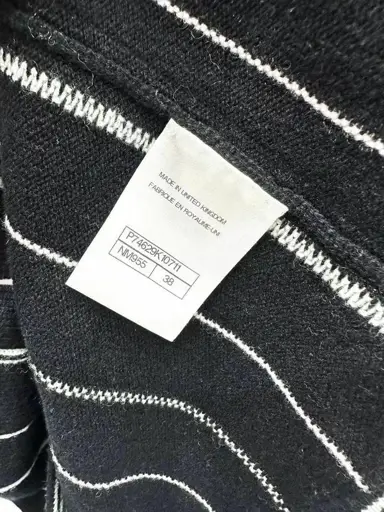 MADE IN UNITED KINGDOM
FABRIQUE EN ROYAUME-UNI
P74629K10711
NM955 38